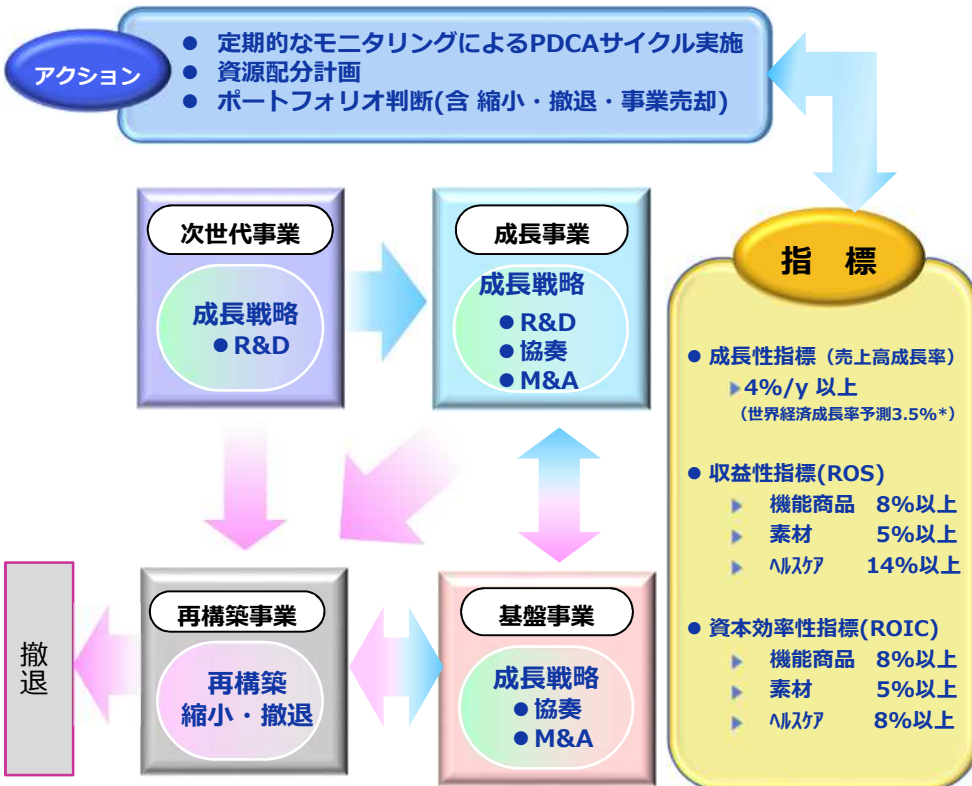 アクション
● 定期的なモニタリングによるPDCAサイクル実施
● 資源配分計画
● ポートフォリオ判断(含 縮小・撤退・事業売却)
次世代事業
成長戦略
● R&D
成長事業
成長戦略
● R&D
● 協奏
● M&A
指 標
● 成長性指標（売上高成長率）
4%/y 以上
（世界経済成長率予測3.5%*）
● 収益性指標(ROS)
機能商品 8%以上
素材 5%以上
ﾍﾙｽｹｱ 14%以上
● 資本効率性指標(ROIC)
機能商品 8%以上
素材 5%以上
ﾍﾙｽｹｱ 8%以上
撤退
再構築事業
再構築
縮小・撤退
基盤事業
成長戦略
● 協奏
● M&A